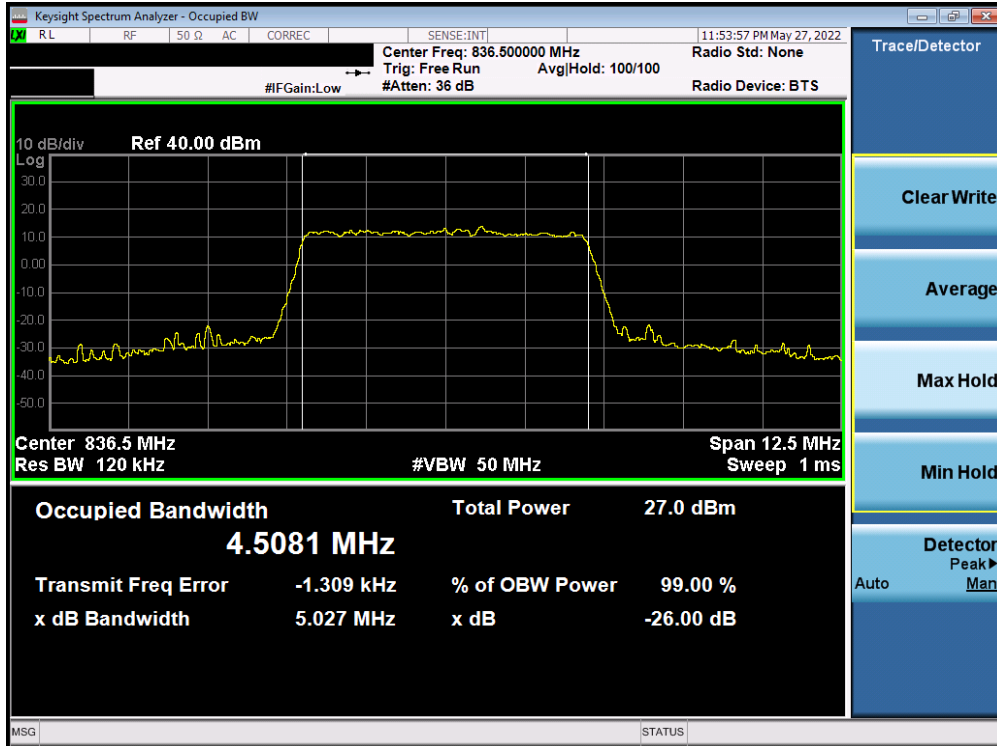 Keysight Spectrum Analyzer - Occupied BW
LXI RL RF 50 Ω AC CORREC SENSE:INT 11:53:57 PM May 27, 2022
Center Freq: 836.500000 MHz Radio Std: None
Trig: Free Run Avg|Hold: 100/100
#IFGain:Low #Atten: 36 dB Radio Device: BTS
10 dB/div Ref 40.00 dBm
Log
30.0
20.0
10.0
0.00
-10.0
-20.0
-30.0
-40.0
-50.0
Center 836.5 MHz Span 12.5 MHz
Res BW 120 kHz #VBW 50 MHz Sweep 1 ms
Occupied Bandwidth Total Power 27.0 dBm
4.5081 MHz
Transmit Freq Error -1.309 kHz % of OBW Power 99.00 %
x dB Bandwidth 5.027 MHz x dB -26.00 dB
MSG STATUS
Trace/Detector
Clear Write
Average
Max Hold
Min Hold
Detector
Peak▶
Auto Man